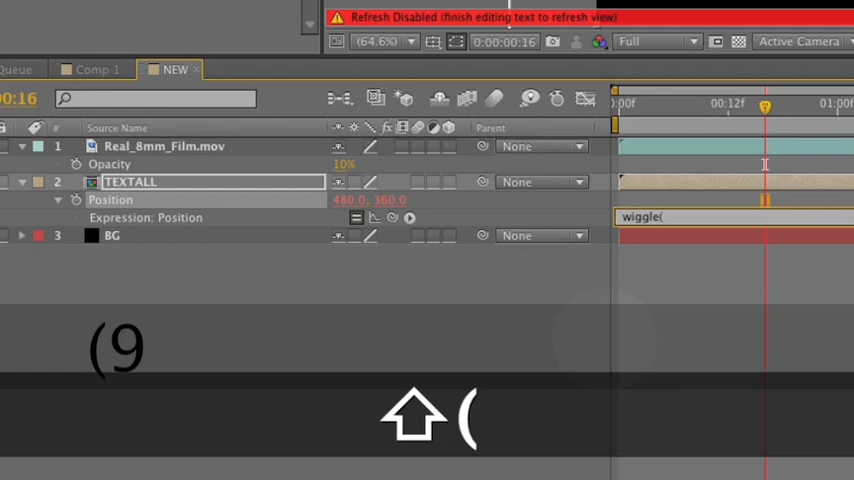 Refresh Disabled (finish editing text to refresh view)
(64.6%) 0:00:00:16 Full Active Camera
Queue Comp 1 NEW ×
00:16 :00f 00:12f 01:00f
# Source Name Parent
1 Real_8mm_Film.mov None
Opacity 10%
2 TEXTALL None
Position 480.0, 360.0
Expression: Position wiggle(
3 BG None
(9
(